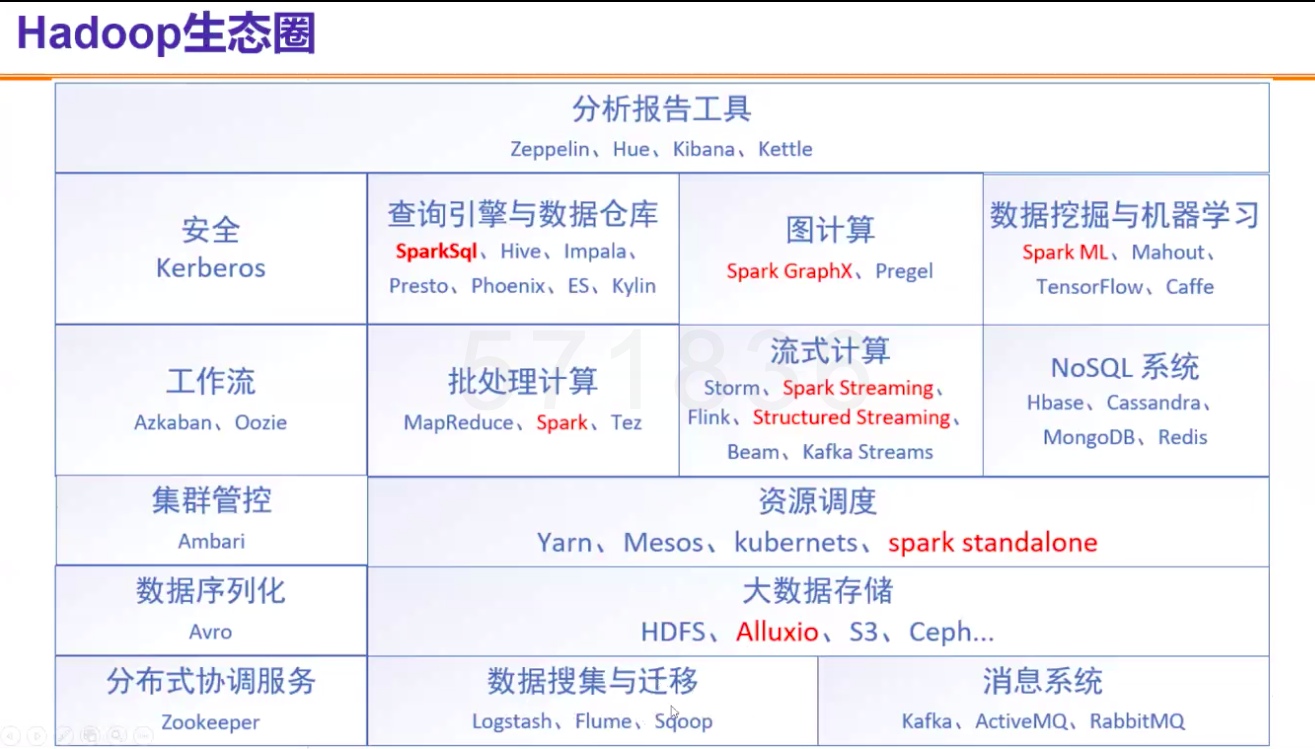 Hadoop生态圈
分析报告工具
Zeppelin、Hue、Kibana、Kettle
安全
Kerberos
查询引擎与数据仓库
SparkSql、Hive、Impala、
Presto、Phoenix、ES、Kylin
图计算
Spark GraphX、Pregel
数据挖掘与机器学习
Spark ML、Mahout、
TensorFlow、Caffe
工作流
Azkaban、Oozie
批处理计算
MapReduce、Spark、Tez
流式计算
Storm、Spark Streaming、
Flink、Structured Streaming、
Beam、Kafka Streams
NoSQL 系统
Hbase、Cassandra、
MongoDB、Redis
571836
集群管控
Ambari
资源调度
Yarn、Mesos、kubernets、spark standalone
数据序列化
Avro
大数据存储
HDFS、Alluxio、S3、Ceph...
分布式协调服务
Zookeeper
数据搜集与迁移
Logstash、Flume、Sqoop
消息系统
Kafka、ActiveMQ、RabbitMQ